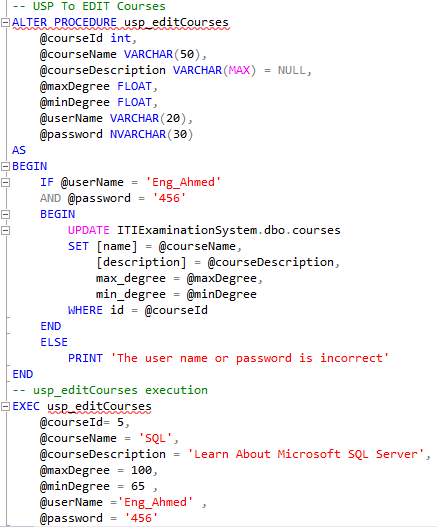 -- USP To EDIT Courses
ALTER PROCEDURE usp_editCourses
@courseId int,
@courseName VARCHAR(50),
@courseDescription VARCHAR(MAX) = NULL,
@maxDegree FLOAT,
@minDegree FLOAT,
@userName VARCHAR(20),
@password NVARCHAR(30)
AS
BEGIN
IF @userName = 'Eng_Ahmed'
AND @password = '456'
BEGIN
UPDATE ITIExaminationSystem.dbo.courses
SET [name] = @courseName,
[description] = @courseDescription,
max_degree = @maxDegree,
min_degree = @minDegree
WHERE id = @courseId
END
ELSE
PRINT 'The user name or password is incorrect'
END
-- usp_editCourses execution
EXEC usp_editCourses
@courseId= 5,
@courseName = 'SQL',
@courseDescription = 'Learn About Microsoft SQL Server',
@maxDegree = 100,
@minDegree = 65 ,
@userName ='Eng_Ahmed' ,
@password = '456'